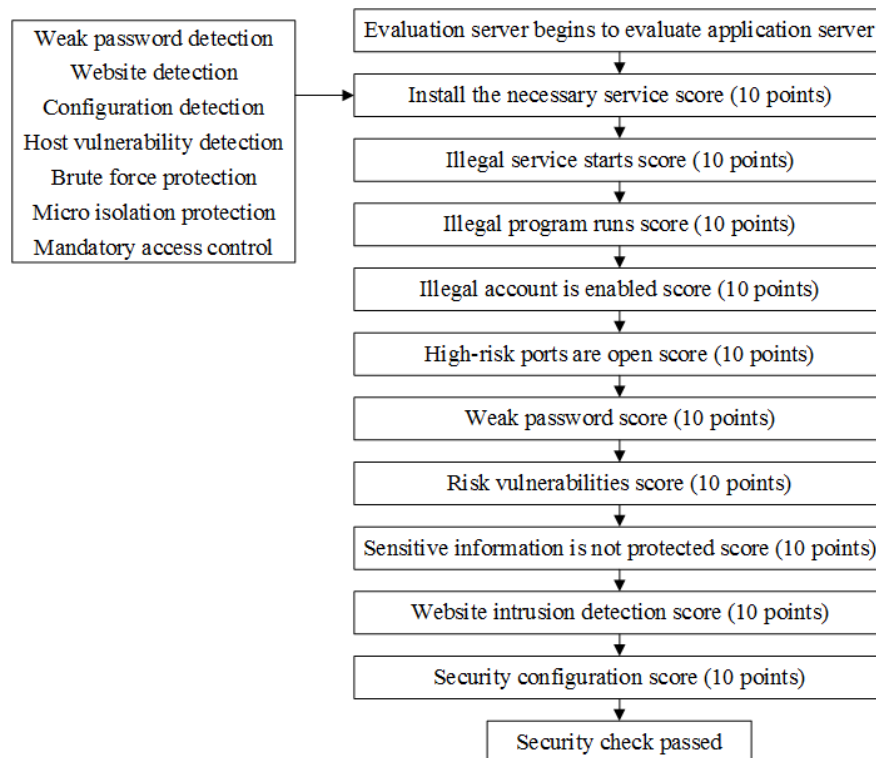 Weak password detection
Website detection
Configuration detection
Host vulnerability detection
Brute force protection
Micro isolation protection
Mandatory access control
Evaluation server begins to evaluate application server
Install the necessary service score (10 points)
Illegal service starts score (10 points)
Illegal program runs score (10 points)
Illegal account is enabled score (10 points)
High-risk ports are open score (10 points)
Weak password score (10 points)
Risk vulnerabilities score (10 points)
Sensitive information is not protected score (10 points)
Website intrusion detection score (10 points)
Security configuration score (10 points)
Security check passed